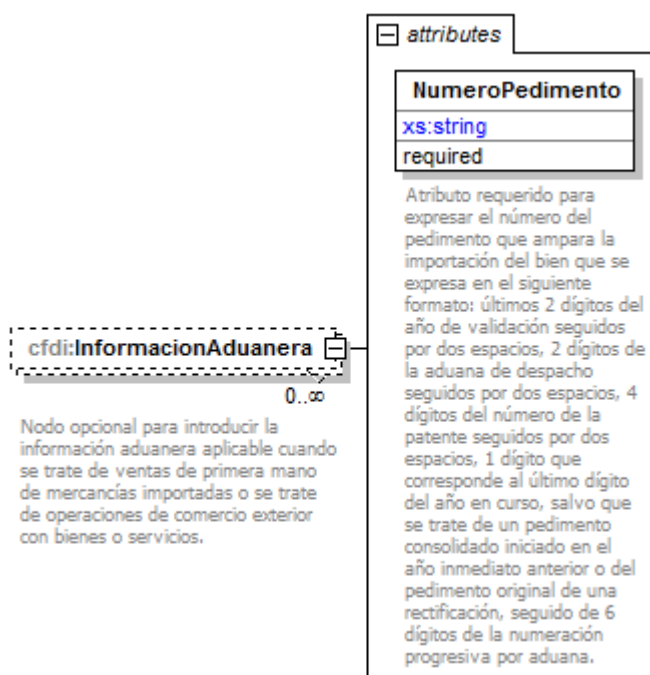 attributes
NumeroPedimento
xs:string
required
Atributo requerido para
expresar el número del
pedimento que ampara la
importación del bien que se
expresa en el siguiente
formato: últimos 2 dígitos del
año de validación seguidos
por dos espacios, 2 dígitos de
la aduana de despacho
seguidos por dos espacios, 4
dígitos del número de la
patente seguidos por dos
espacios, 1 dígito que
corresponde al último dígito
del año en curso, salvo que
se trate de un pedimento
consolidado iniciado en el
año inmediato anterior o del
pedimento original de una
rectificación, seguido de 6
dígitos de la numeración
progresiva por aduana.
cfdi:InformacionAduanera
0..∞
Nodo opcional para introducir la
información aduanera aplicable cuando
se trate de ventas de primera mano
de mercancías importadas o se trate
de operaciones de comercio exterior
con bienes o servicios.